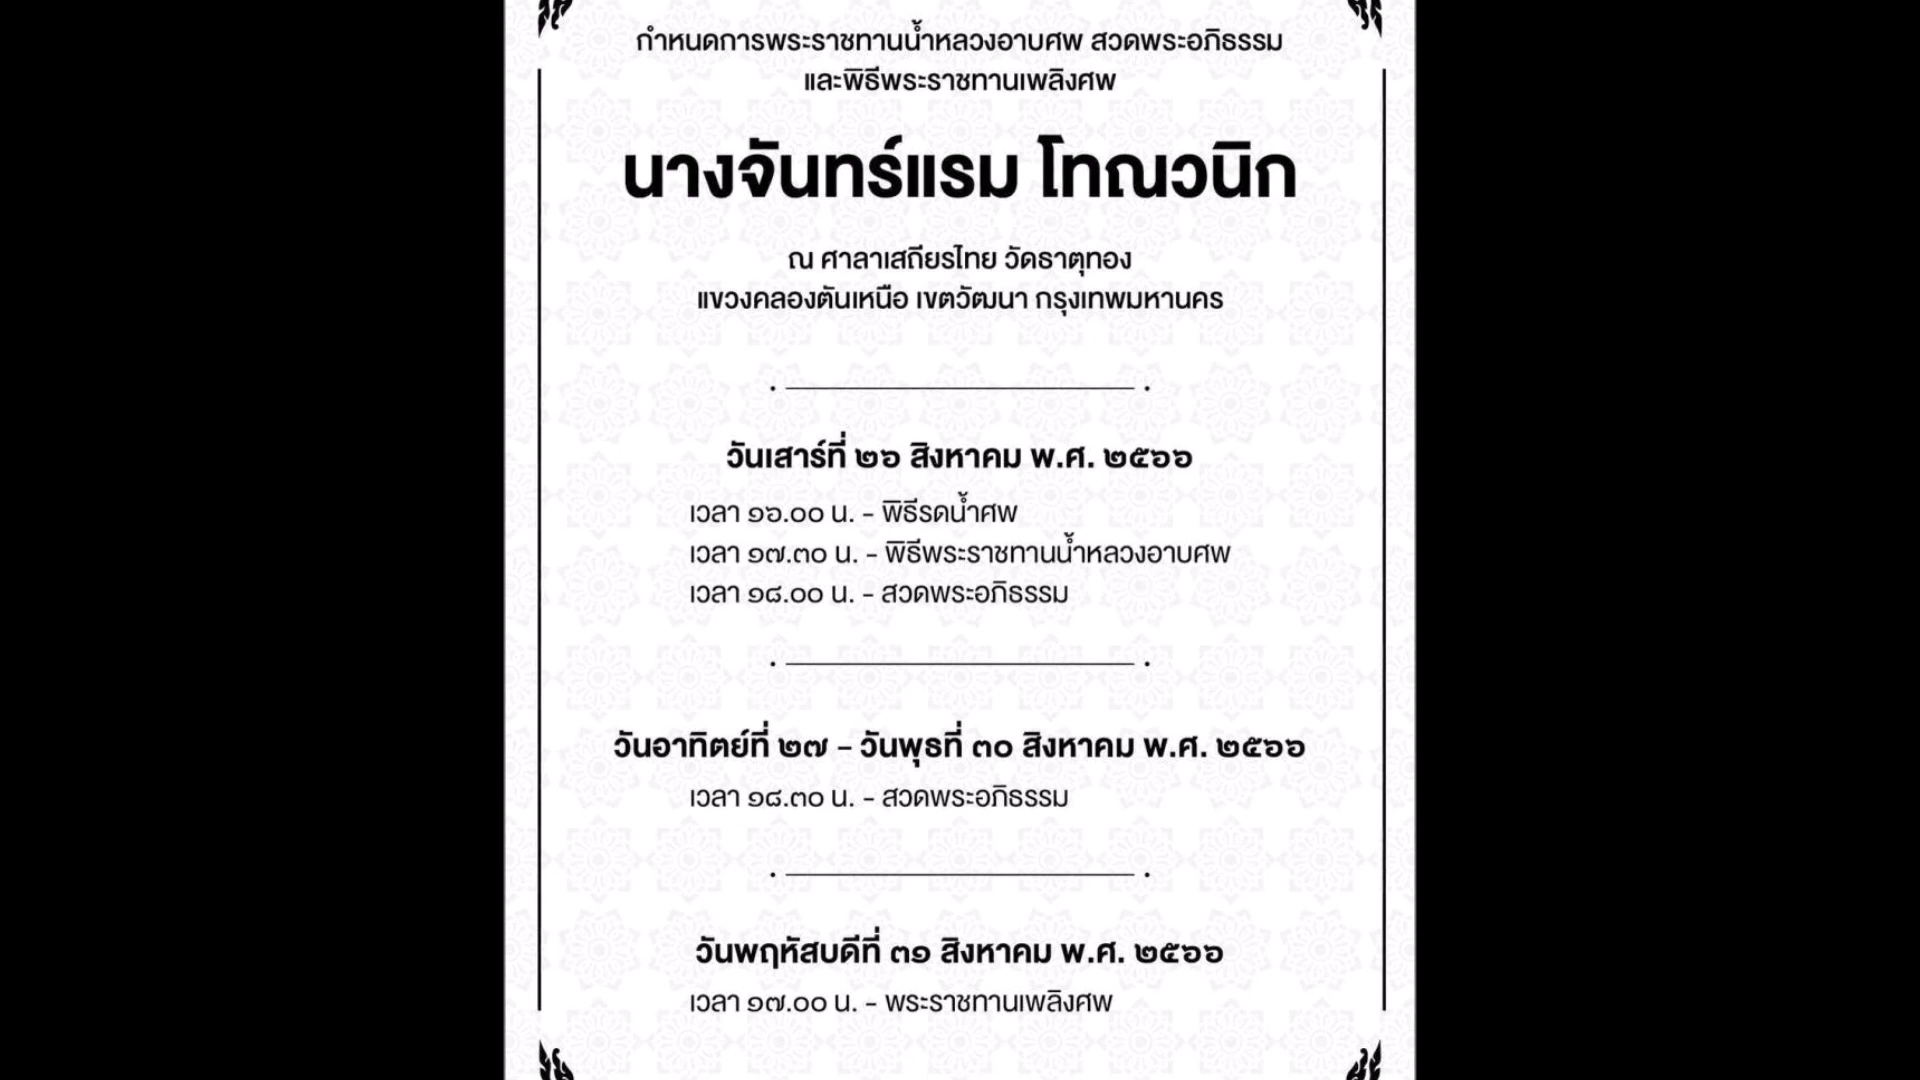 กำหนดการพระราชทานน้ำหลวงอาบศพ สวดพระอภิธรรม
และพิธีพระราชทานเพลิงศพ
นางจันทร์แรม โทณวนิก
ณ ศาลาเสถียรไทย วัดธาตุทอง
แขวงคลองตันเหนือ เขตวัฒนา กรุงเทพมหานคร
วันเสาร์ที่ ๒๖ สิงหาคม พ.ศ. ๒๕๖๖
เวลา ๑๖.๐๐ น. - พิธีรดน้ำศพ
เวลา ๑๗.๓๐ น. - พิธีพระราชทานน้ำหลวงอาบศพ
เวลา ๑๘.๐๐ น. - สวดพระอภิธรรม
วันอาทิตย์ที่ ๒๗ - วันพุธที่ ๓๐ สิงหาคม พ.ศ. ๒๕๖๖
เวลา ๑๘.๓๐ น. - สวดพระอภิธรรม
วันพฤหัสบดีที่ ๓๑ สิงหาคม พ.ศ. ๒๕๖๖
เวลา ๑๗.๐๐ น. - พระราชทานเพลิงศพ